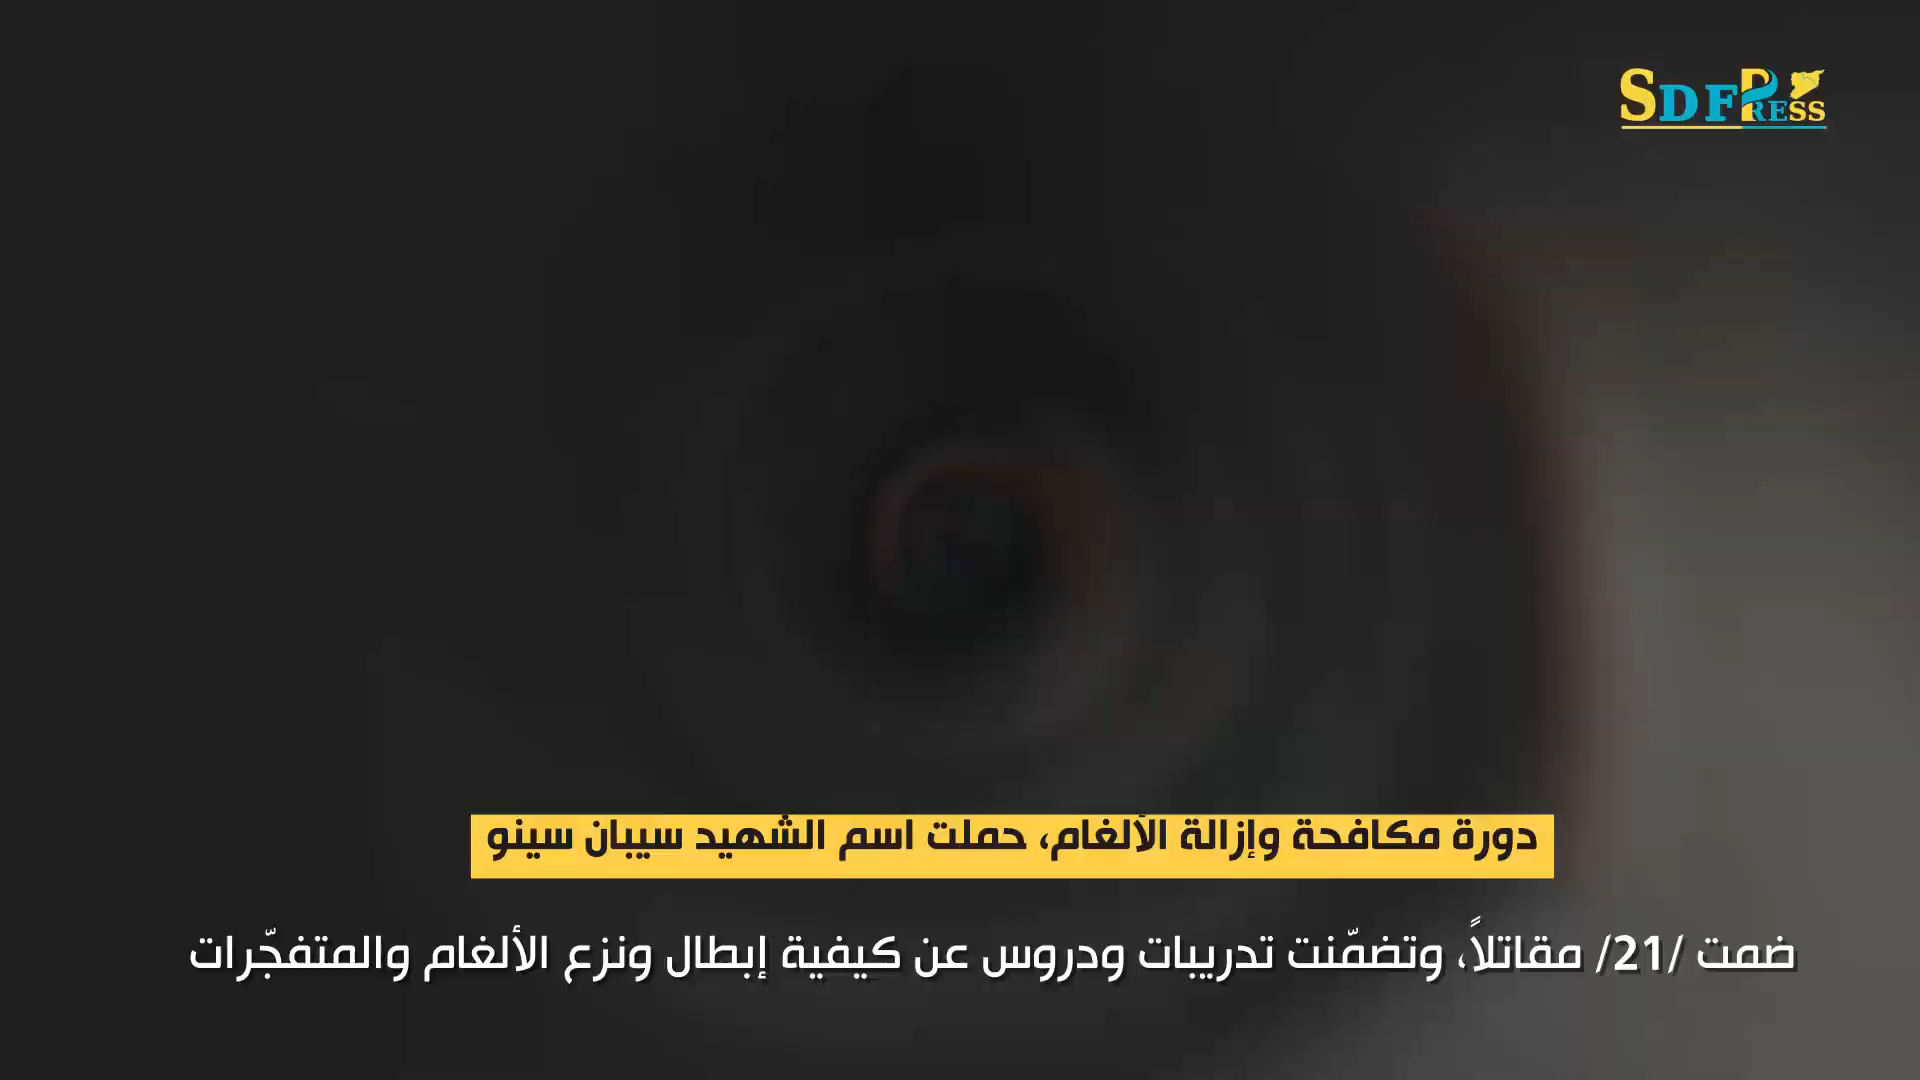 SDF PRESS
دورة مكافحة وإزالة الألغام، حملت اسم الشهيد سيبان سينو
ضمت /21/ مقاتلاً، وتضمّنت تدريبات ودروس عن كيفية إبطال ونزع الألغام والمتفجّرات